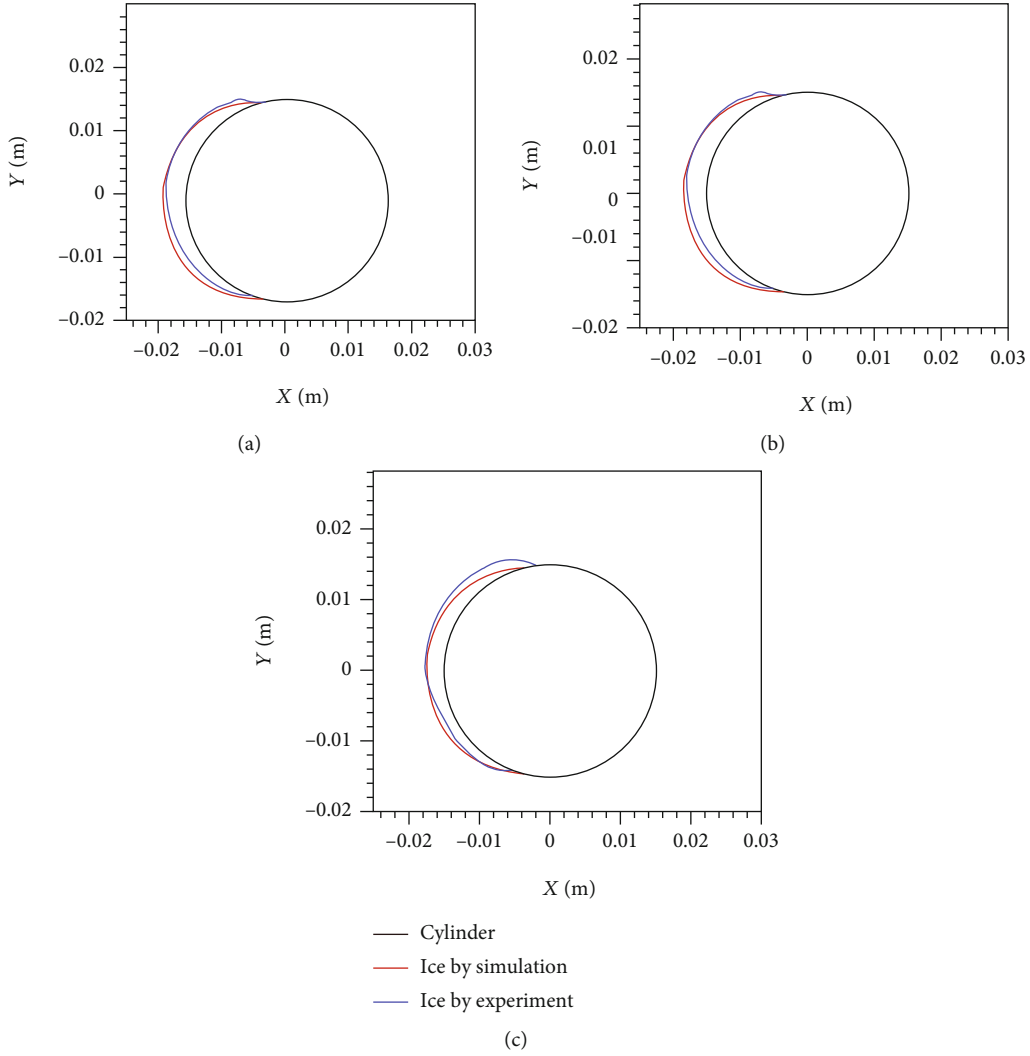 0.02
0.01
0
–0.01
–0.02
Y (m)
–0.02 –0.01 0 0.01 0.02 0.03
X (m)
(a)
0.02
0.01
0
–0.01
–0.02
Y (m)
–0.02 –0.01 0 0.01 0.02 0.03
X (m)
(b)
0.02
0.01
0
–0.01
–0.02
Y (m)
–0.02 –0.01 0 0.01 0.02 0.03
X (m)
Cylinder
Ice by simulation
Ice by experiment
(c)